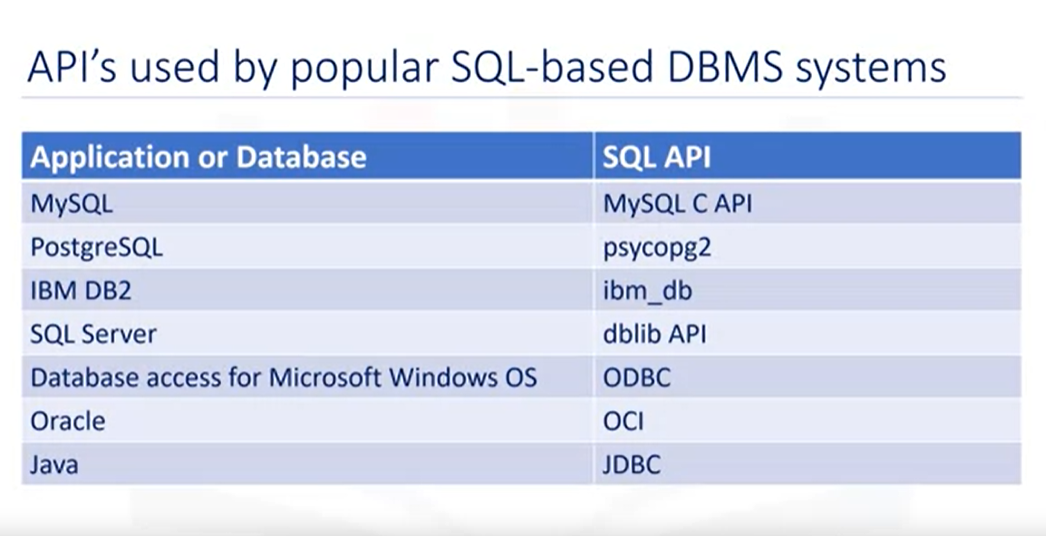 API's used by popular SQL-based DBMS systems
Application or Database SQL API
MySQL MySQL C API
PostgreSQL psycopg2
IBM DB2 ibm_db
SQL Server dblib API
Database access for Microsoft Windows OS ODBC
Oracle OCI
Java JDBC